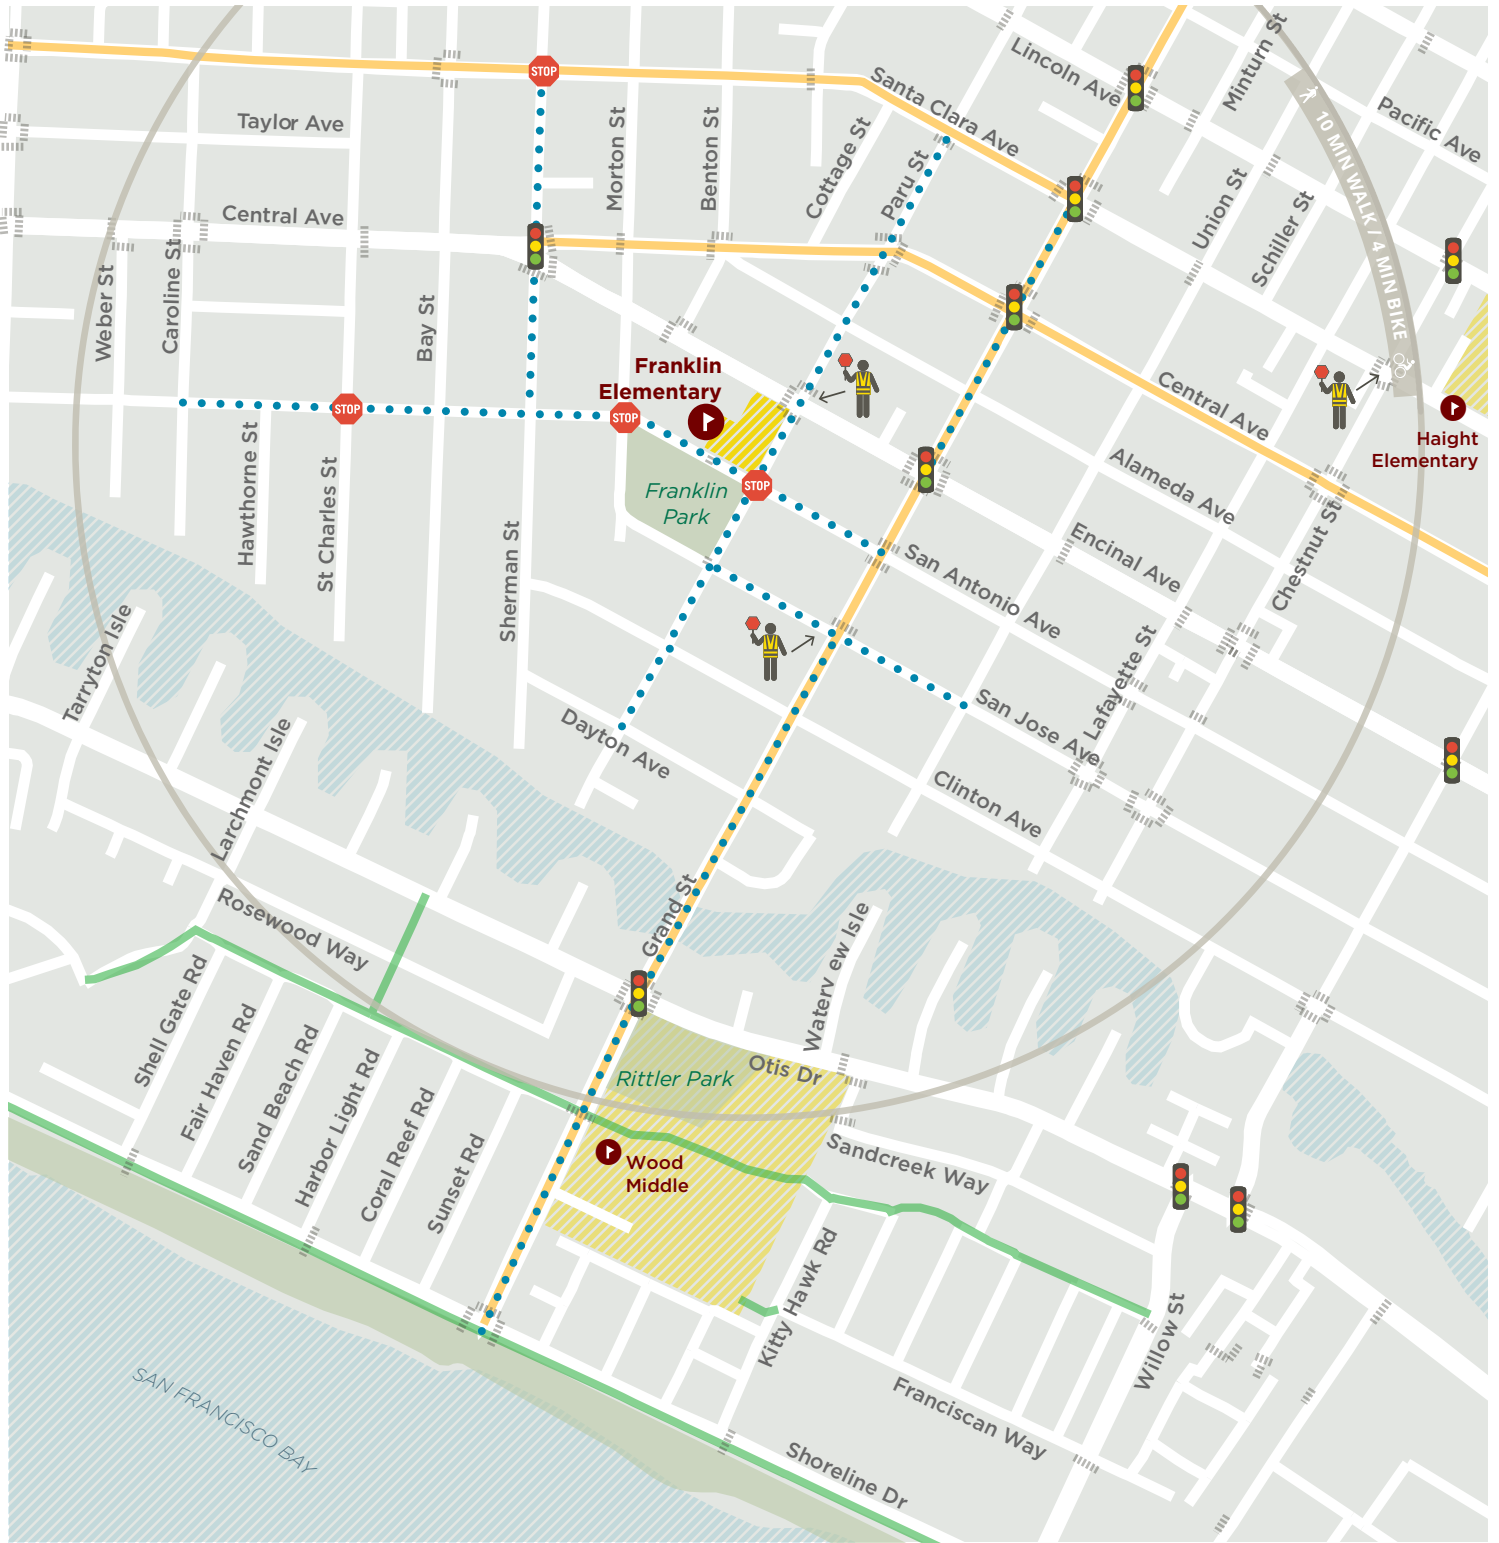 STOP
Taylor Ave
Central Ave
Morton St
Benton St
Cottage St
Paru St
Santa Clara Ave
Lincoln Ave
Minturn St
Pacific Ave
10 MIN WALK / 4 MIN BIKE
Union St
Schiller St
Weber St
Caroline St
Bay St
Franklin
Elementary
STOP
STOP
STOP
Hawthorne St
St Charles St
Sherman St
Franklin
Park
Central Ave
Haight
Elementary
Alameda Ave
Encinal Ave
Chestnut St
San Antonio Ave
Lafayette St
San Jose Ave
Clinton Ave
Dayton Ave
Tarryton Isle
Larchmont Isle
Grand St
Rosewood Way
Waterv ew Isle
Shell Gate Rd
Fair Haven Rd
Sand Beach Rd
Harbor Light Rd
Coral Reef Rd
Sunset Rd
Rittler Park
Otis Dr
Wood
Middle
Sandcreek Way
Kitty Hawk Rd
Willow St
Franciscan Way
Shoreline Dr
SAN FRANCISCO BAY